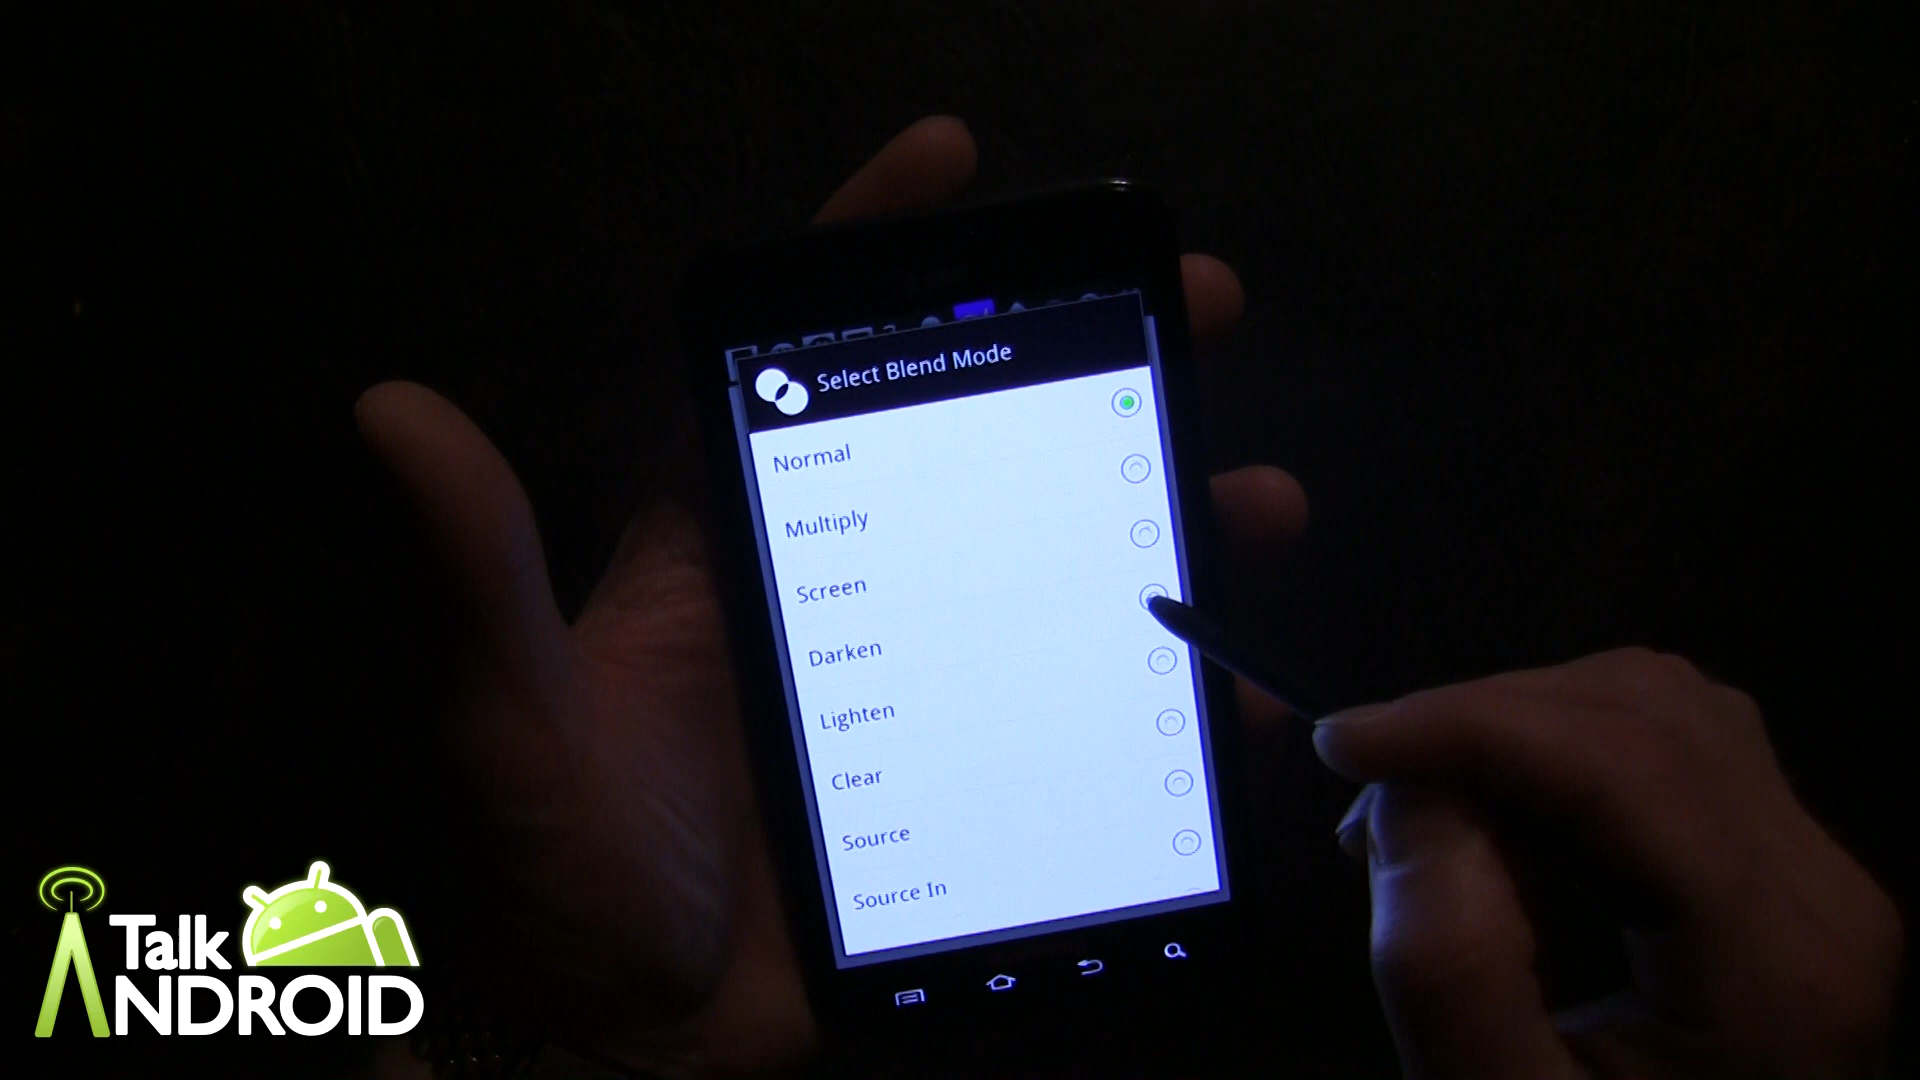 Select Blend Mode
Normal
Multiply
Screen
Darken
Lighten
Clear
Source
Source In
Talk
ANDROID